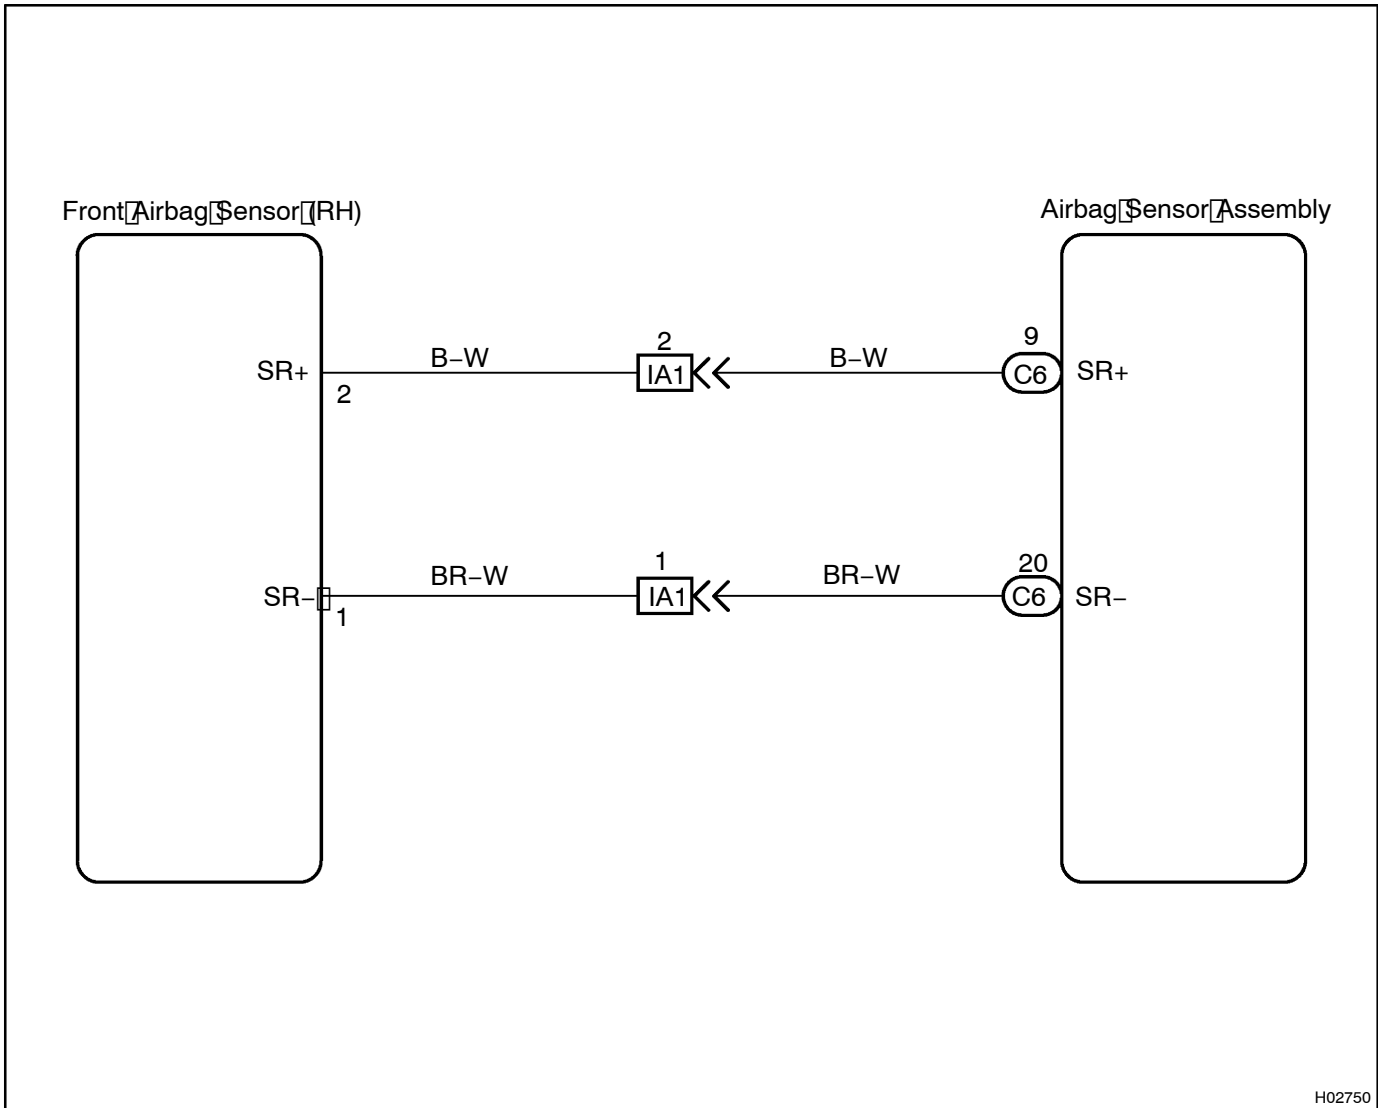 Front Airbag Sensor (RH)
Airbag Sensor Assembly
SR+
2
B–W
2
IA1
B–W
9
C6
SR+
SR–
1
BR–W
1
IA1
BR–W
20
C6
SR–
H02750